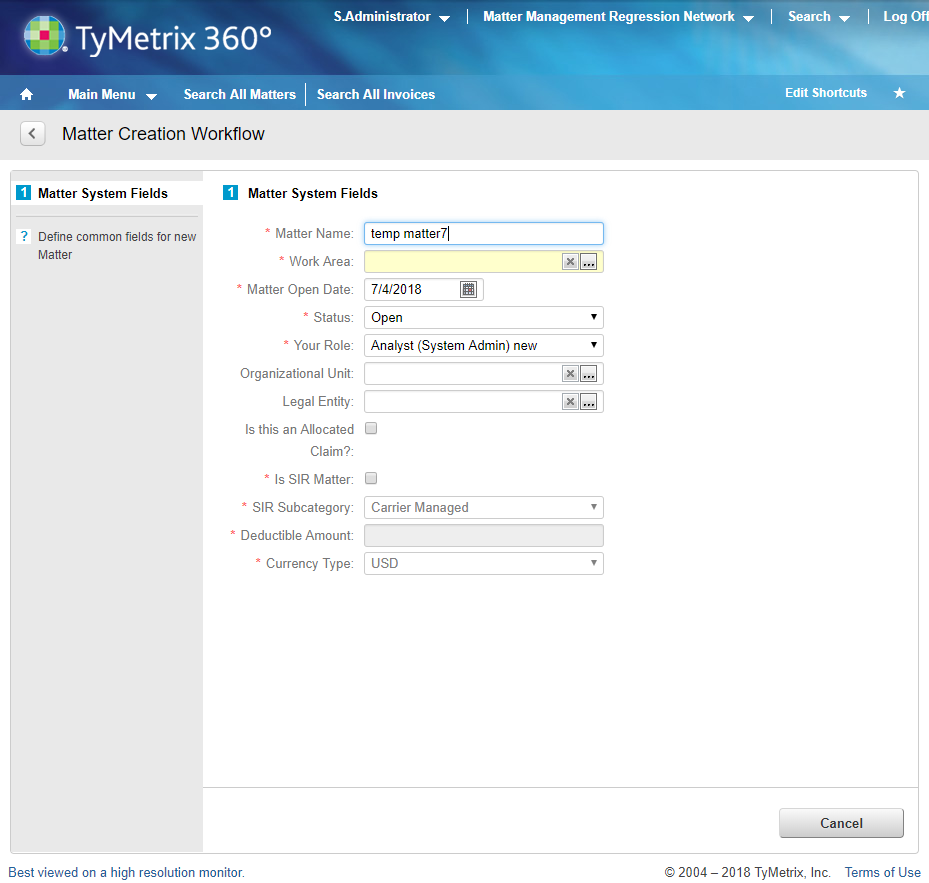 S.Administrator Matter Management Regression Network Search Log Off
TyMetrix 360°
Main Menu Search All Matters Search All Invoices Edit Shortcuts
Matter Creation Workflow
1 Matter System Fields
? Define common fields for new
Matter
1 Matter System Fields
* Matter Name: temp matter7
* Work Area: ...
* Matter Open Date: 7/4/2018
* Status: Open
* Your Role: Analyst (System Admin) new
Organizational Unit: ...
Legal Entity: ...
Is this an Allocated
Claim?:
* Is SIR Matter:
* SIR Subcategory: Carrier Managed
* Deductible Amount:
* Currency Type: USD
Cancel
Best viewed on a high resolution monitor. © 2004 – 2018 TyMetrix, Inc. Terms of Use